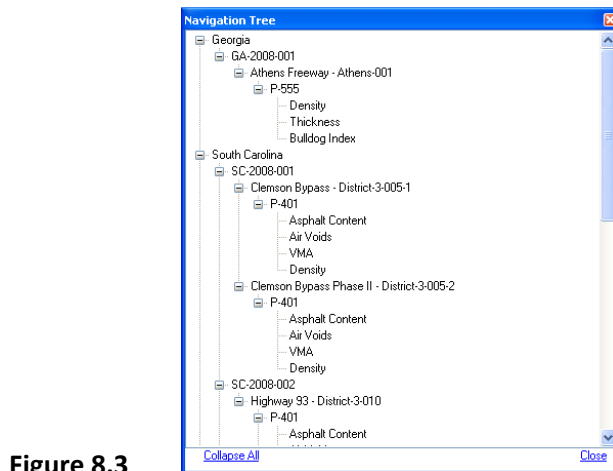 Navigation Tree
Georgia
GA-2008-001
Athens Freeway - Athens-001
P-555
Density
Thickness
Bulldog Index
South Carolina
SC-2008-001
Clemson Bypass - District-3-005-1
P-401
Asphalt Content
Air Voids
VMA
Density
Clemson Bypass Phase II - District-3-005-2
P-401
Asphalt Content
Air Voids
VMA
Density
SC-2008-002
Highway 93 - District-3-010
P-401
Asphalt Content
Collapse All Close
Figure 8.3